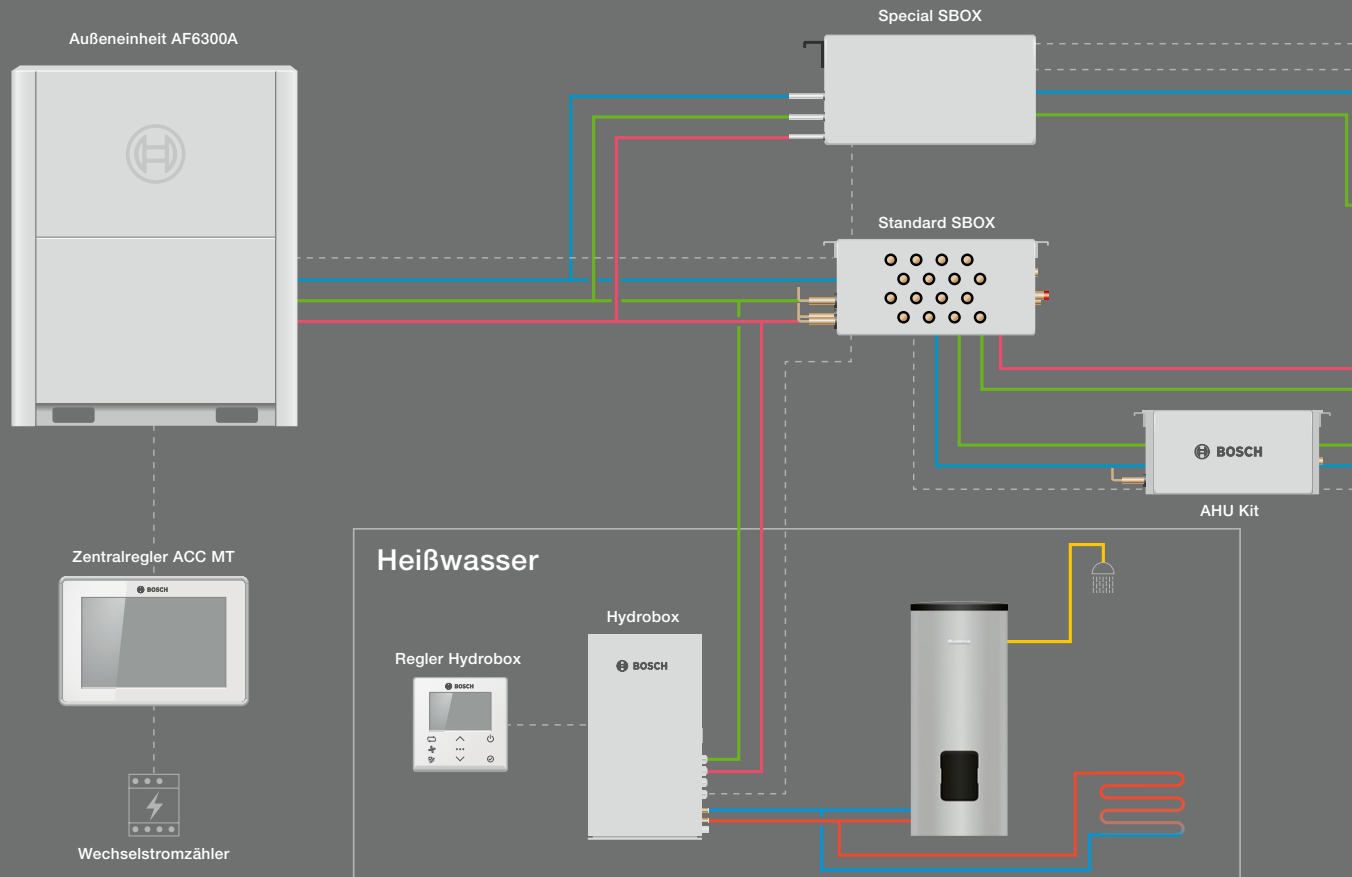 Special SBOX
Außeneinheit AF6300A
Standard SBOX
BOSCH
AHU Kit
Heißwasser
Zentralregler ACC MT
BOSCH
Hydrobox
BOSCH
Regler Hydrobox
BOSCH
Wechselstromzähler